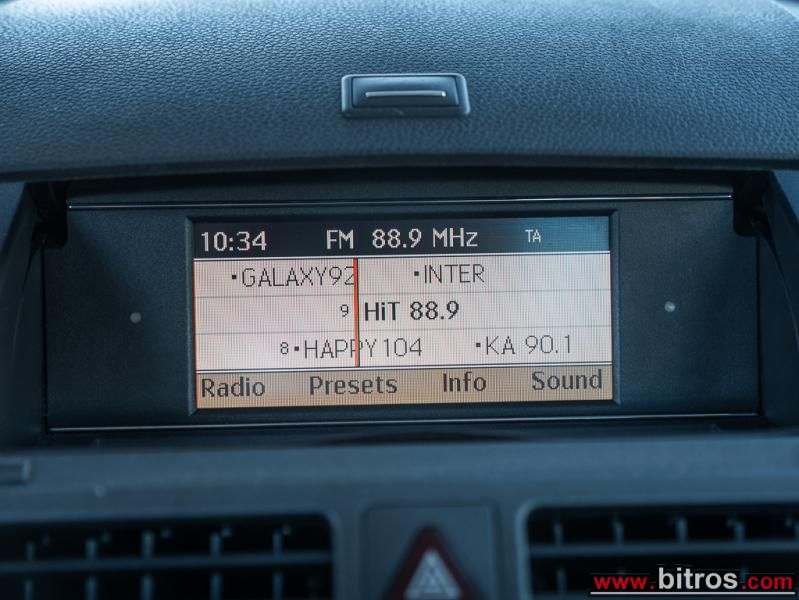 10:34 FM 88.9 MHz TA
•GALAXY92 •INTER
9 HiT 88.9
8•HAPPY104 •KA 90.1
Radio Presets Info Sound
www.bitros.com